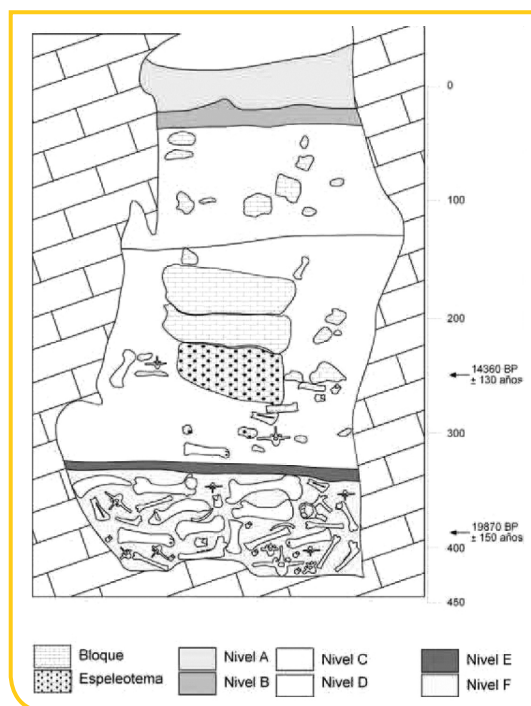 0
100
200
14360 BP
± 130 años
300
19870 BP
± 150 años
400
450
Bloque
Espeleotema
Nivel A
Nivel B
Nivel C
Nivel D
Nivel E
Nivel F